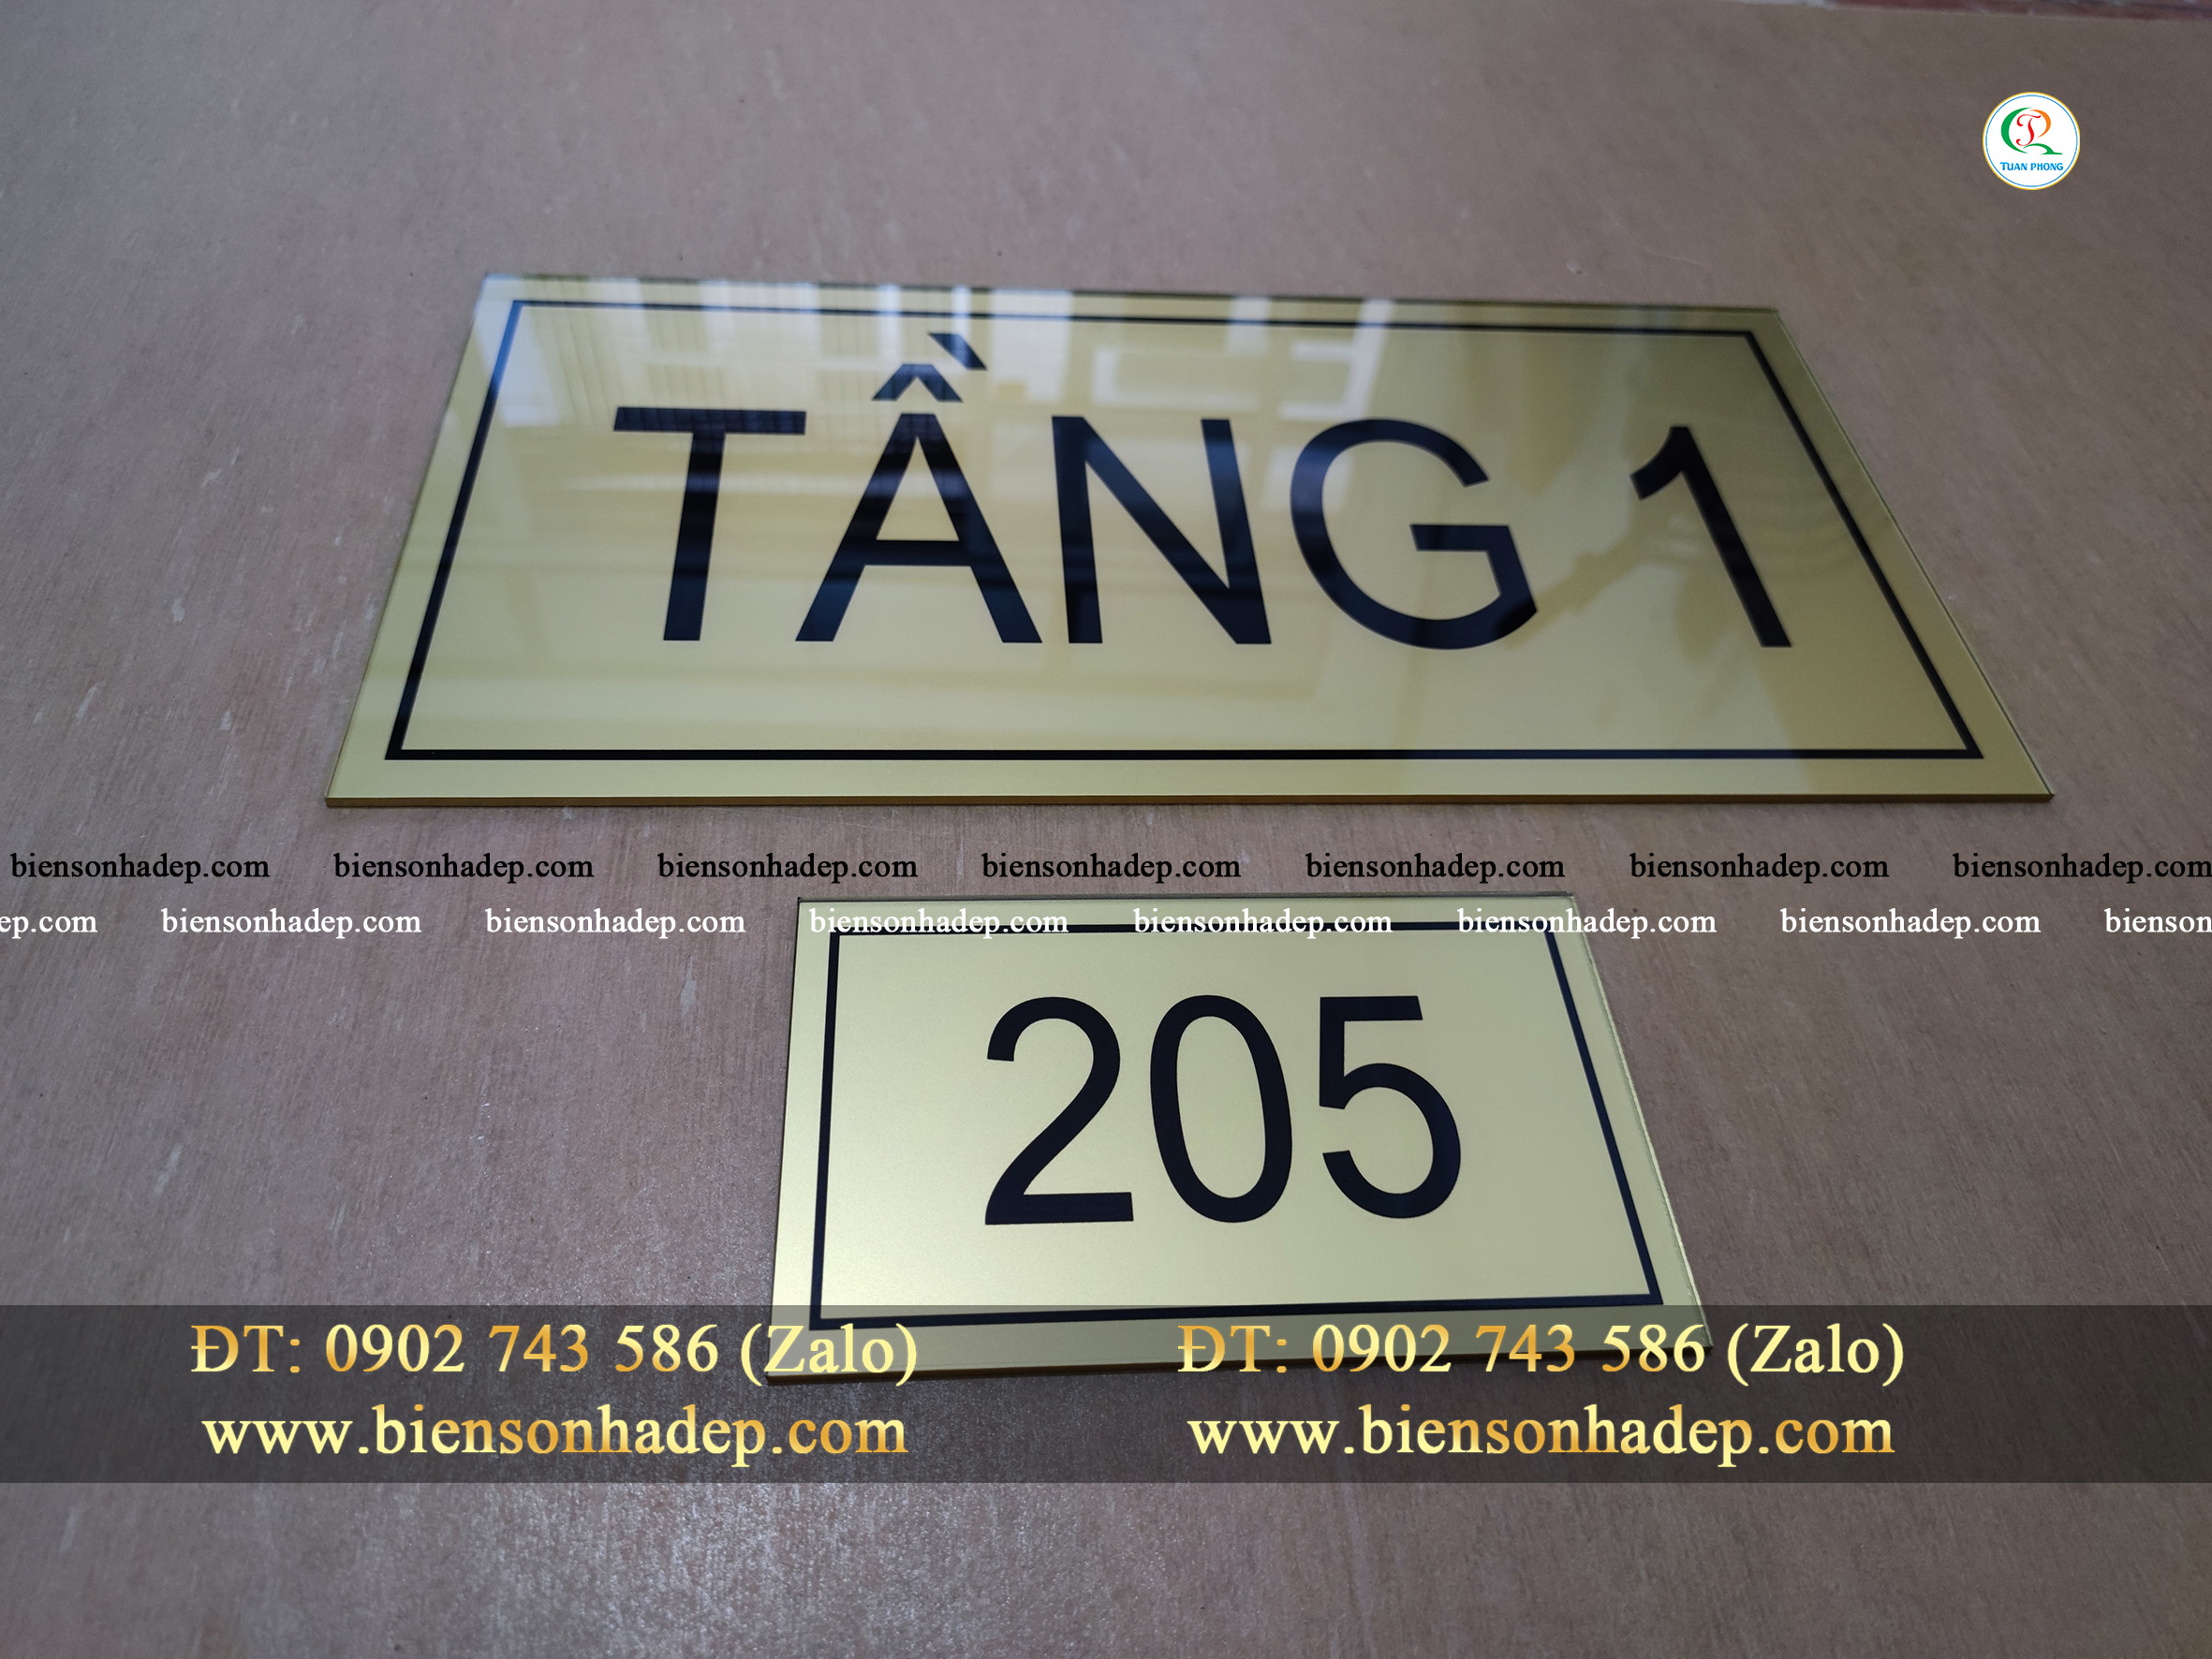 TUAN PHONG
TẦNG 1
biensonhadep.com biensonhadep.com biensonhadep.com biensonhadep.com biensonhadep.com biensonhadep.com biensonhadep.com
ep.com biensonhadep.com biensonhadep.com biensonhadep.com biensonhadep.com biensonhadep.com biensonhadep.com bienson
205
ĐT: 0902 743 586 (Zalo) ĐT: 0902 743 586 (Zalo)
www.biensonhadep.com www.biensonhadep.com